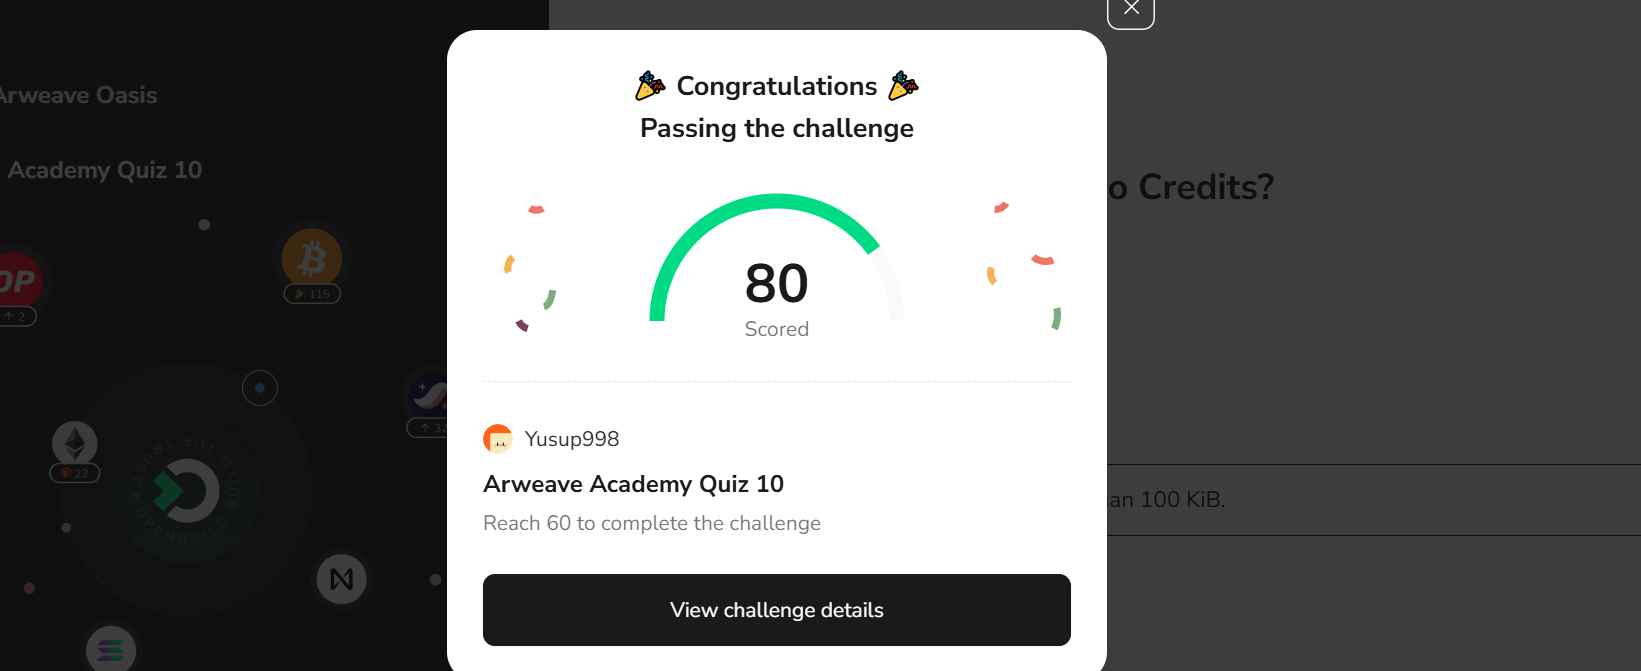 Arweave Oasis
Academy Quiz 10
OP
↑ 2
115
↑ 32
22
BUILD THE TRUST
OPENBUILD
Congratulations
Passing the challenge
80
Scored
Yusup998
Arweave Academy Quiz 10
Reach 60 to complete the challenge
View challenge details
o Credits?
an 100 KiB.